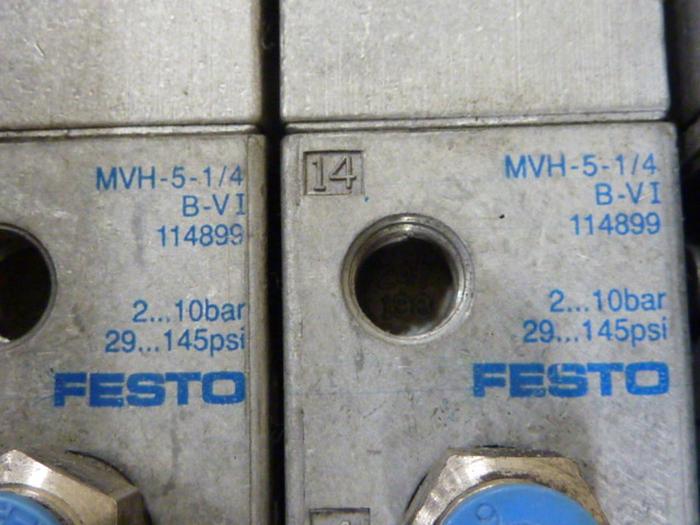 MVH-5-1/4
B-VI
114899
2...10bar
29...145psi
FESTO
14
MVH-5-1/4
B-VI
114899
2...10bar
29...145psi
FESTO